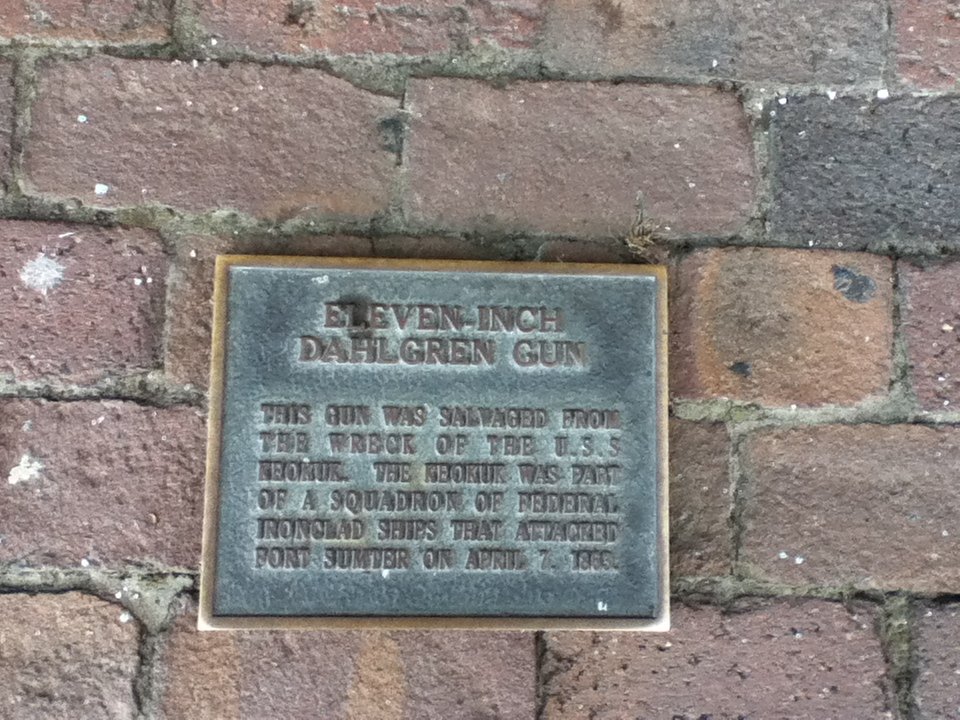 ELEVEN-INCH
DAHLGREN GUN
THIS GUN WAS SALVAGED FROM
THE WRECK OF THE U.S.S
KEOKUK. THE KEOKUK WAS PART
OF A SQUADRON OF FEDERAL
IRONCLAD SHIPS THAT ATTACKED
FORT SUMTER ON APRIL 7. 1863.